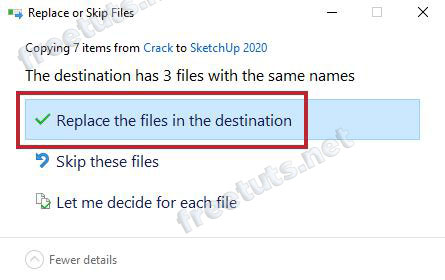 Replace or Skip Files
Copying 7 items from Crack to SketchUp 2020
The destination has 3 files with the same names
Replace the files in the destination
Skip these files
Let me decide for each file
Fewer details
freetuts.net
freetuts.net